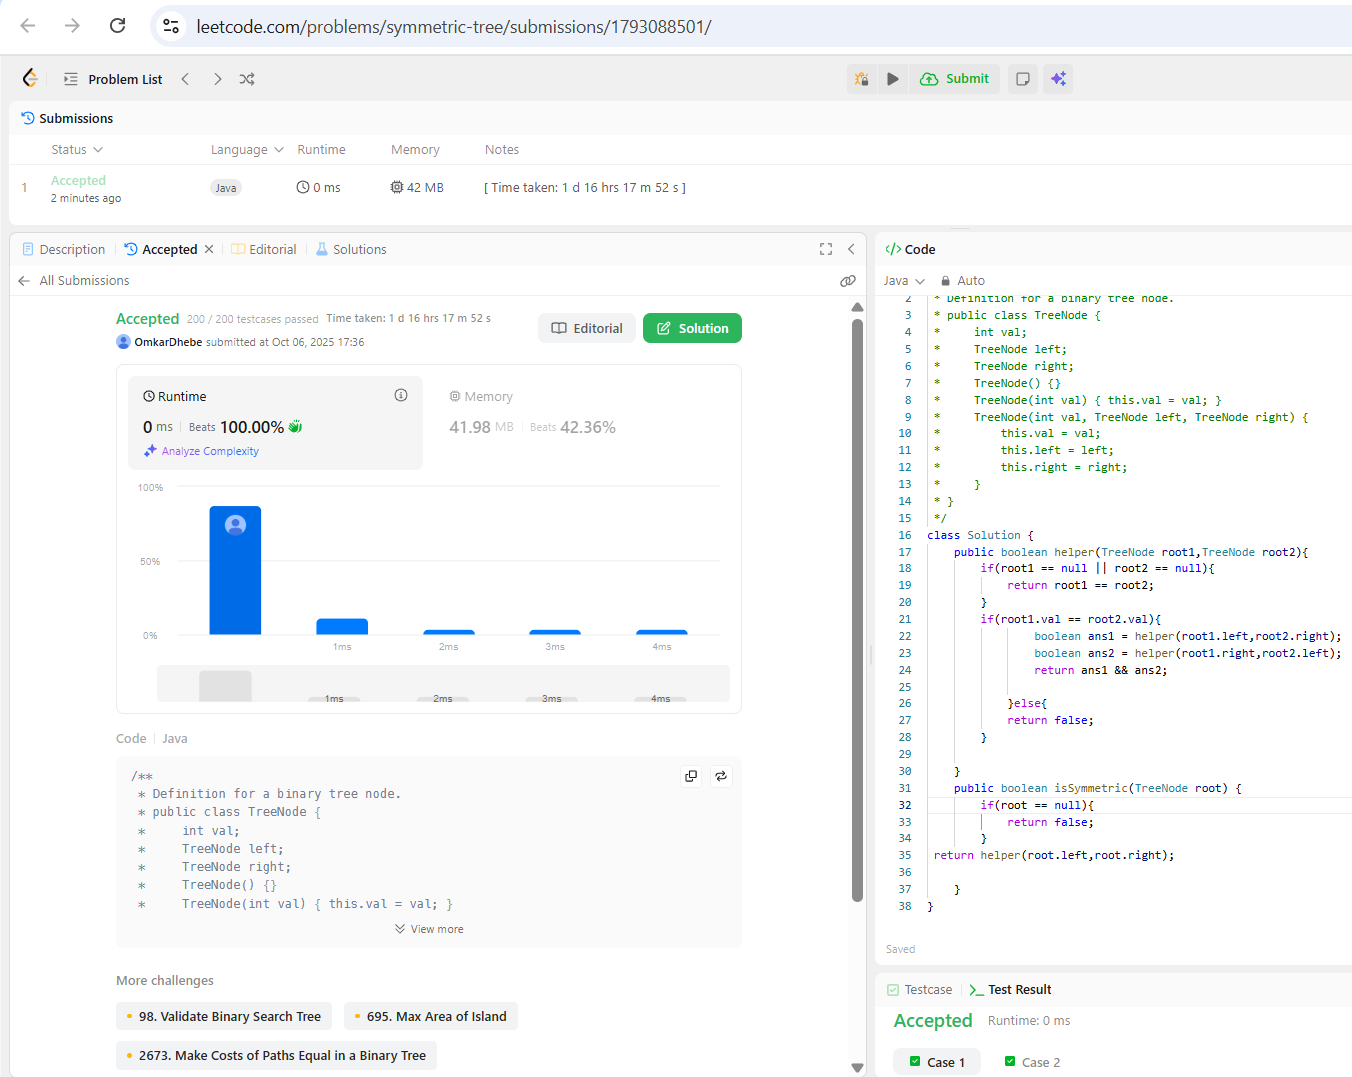 leetcode.com/problems/symmetric-tree/submissions/1793088501/
Problem List
Submit
Submissions
Status Language Runtime Memory Notes
1 Accepted Java 0 ms 42 MB [ Time taken: 1 d 16 hrs 17 m 52 s ]
2 minutes ago
Description Accepted Editorial Solutions
All Submissions
Accepted 200 / 200 testcases passed Time taken: 1 d 16 hrs 17 m 52 s
OmkarDhebe submitted at Oct 06, 2025 17:36
Editorial Solution
Runtime
0 ms Beats 100.00%
Analyze Complexity
Memory
41.98 MB Beats 42.36%
100%
50%
0%
1ms 2ms 3ms 4ms
1ms 2ms 3ms 4ms
Code Java
/**
* Definition for a binary tree node.
* public class TreeNode {
*     int val;
*     TreeNode left;
*     TreeNode right;
*     TreeNode() {}
*     TreeNode(int val) { this.val = val; }
View more
More challenges
98. Validate Binary Search Tree
695. Max Area of Island
2673. Make Costs of Paths Equal in a Binary Tree
Code
Java Auto
2 * Definition for a binary tree node.
3 * public class TreeNode {
4 *     int val;
5 *     TreeNode left;
6 *     TreeNode right;
7 *     TreeNode() {}
8 *     TreeNode(int val) { this.val = val; }
9 *     TreeNode(int val, TreeNode left, TreeNode right) {
10 *         this.val = val;
11 *         this.left = left;
12 *         this.right = right;
13 *     }
14 * }
15 */
16 class Solution {
17     public boolean helper(TreeNode root1,TreeNode root2){
18         if(root1 == null || root2 == null){
19             return root1 == root2;
20         }
21         if(root1.val == root2.val){
22                 boolean ans1 = helper(root1.left,root2.right);
23                 boolean ans2 = helper(root1.right,root2.left);
24                 return ans1 && ans2;
25
26             }else{
27             return false;
28         }
29
30     }
31     public boolean isSymmetric(TreeNode root) {
32         if(root == null){
33             return false;
34         }
35  return helper(root.left,root.right);
36
37     }
38 }
Saved
Testcase Test Result
Accepted Runtime: 0 ms
Case 1 Case 2